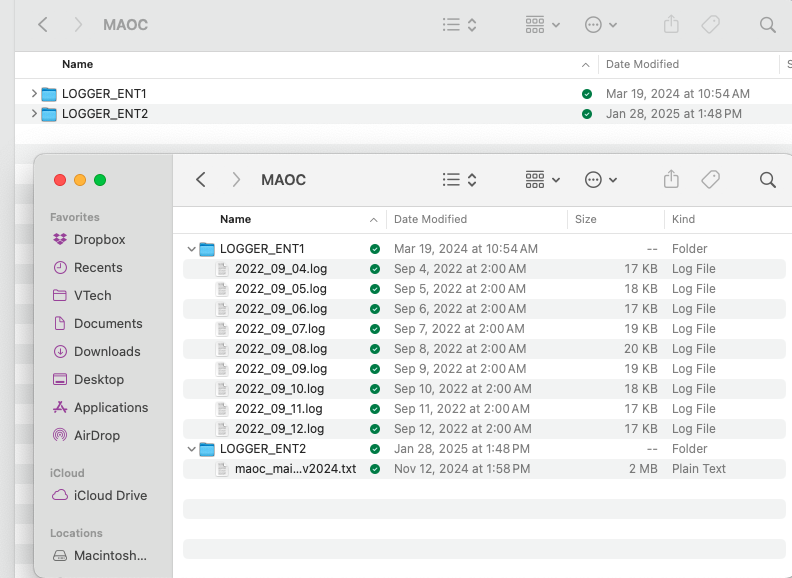 MAOC
Name Date Modified S
LOGGER_ENT1 Mar 19, 2024 at 10:54 AM
LOGGER_ENT2 Jan 28, 2025 at 1:48 PM
MAOC
Name Date Modified Size Kind
Favorites
Dropbox
Recents
VTech
Documents
Downloads
Desktop
Applications
AirDrop
iCloud
iCloud Drive
Locations
Macintosh...
LOGGER_ENT1 Mar 19, 2024 at 10:54 AM -- Folder
2022_09_04.log Sep 4, 2022 at 2:00 AM 17 KB Log File
2022_09_05.log Sep 5, 2022 at 2:00 AM 18 KB Log File
2022_09_06.log Sep 6, 2022 at 2:00 AM 17 KB Log File
2022_09_07.log Sep 7, 2022 at 2:00 AM 19 KB Log File
2022_09_08.log Sep 8, 2022 at 2:00 AM 20 KB Log File
2022_09_09.log Sep 9, 2022 at 2:00 AM 19 KB Log File
2022_09_10.log Sep 10, 2022 at 2:00 AM 18 KB Log File
2022_09_11.log Sep 11, 2022 at 2:00 AM 17 KB Log File
2022_09_12.log Sep 12, 2022 at 2:00 AM 17 KB Log File
LOGGER_ENT2 Jan 28, 2025 at 1:48 PM -- Folder
maoc_mai...v2024.txt Nov 12, 2024 at 1:58 PM 2 MB Plain Text